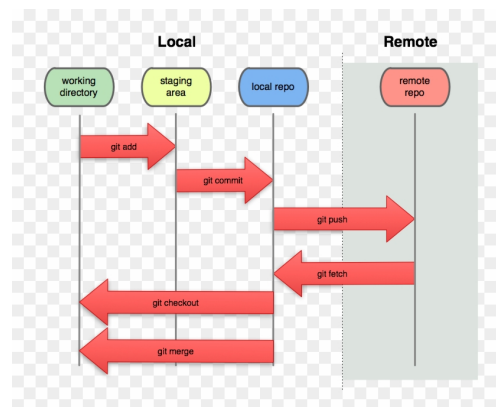 Local
Remote
working
directory
staging
area
local repo
remote
repo
git add
git commit
git push
git fetch
git checkout
git merge